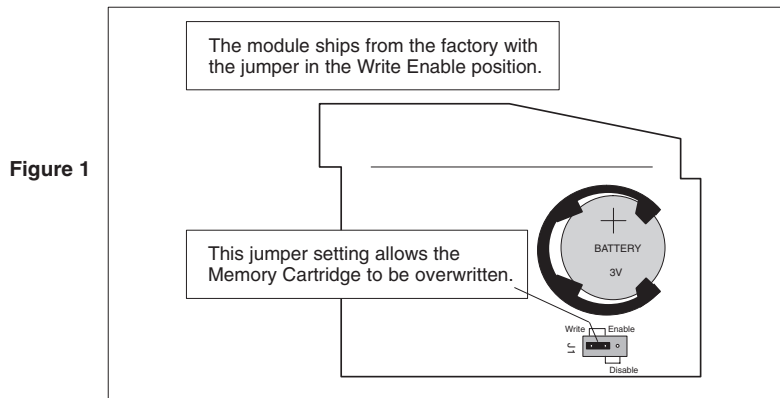 The module ships from the factory with
the jumper in the Write Enable position.
Figure 1
This jumper setting allows the
Memory Cartridge to be overwritten.
BATTERY
3V
Write Enable
J1
Disable